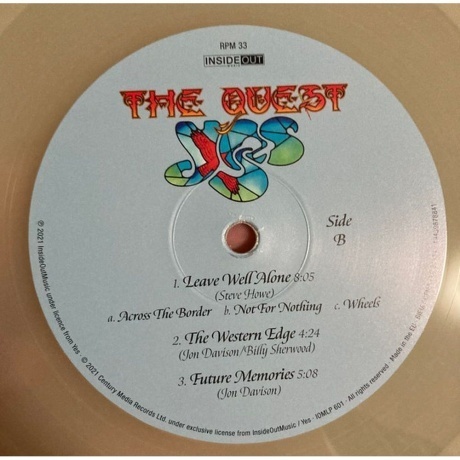 RPM 33
INSIDEOUT
MUSIC
THE QUEST
YES
Side
B
1. Leave Well Alone 8:05
(Steve Howe)
a. Across The Border b. Not For Nothing c. Wheels
2. The Western Edge 4:24
(Jon Davison/Billy Sherwood)
3. Future Memories 5:08
(Jon Davison)
℗ 2021 InsideOutMusic under licence from Yes · © 2021 Century Media Records Ltd. under exclusive license from InsideOutMusic / Yes · IOMLP 601 · All rights reserved · Made in the EU